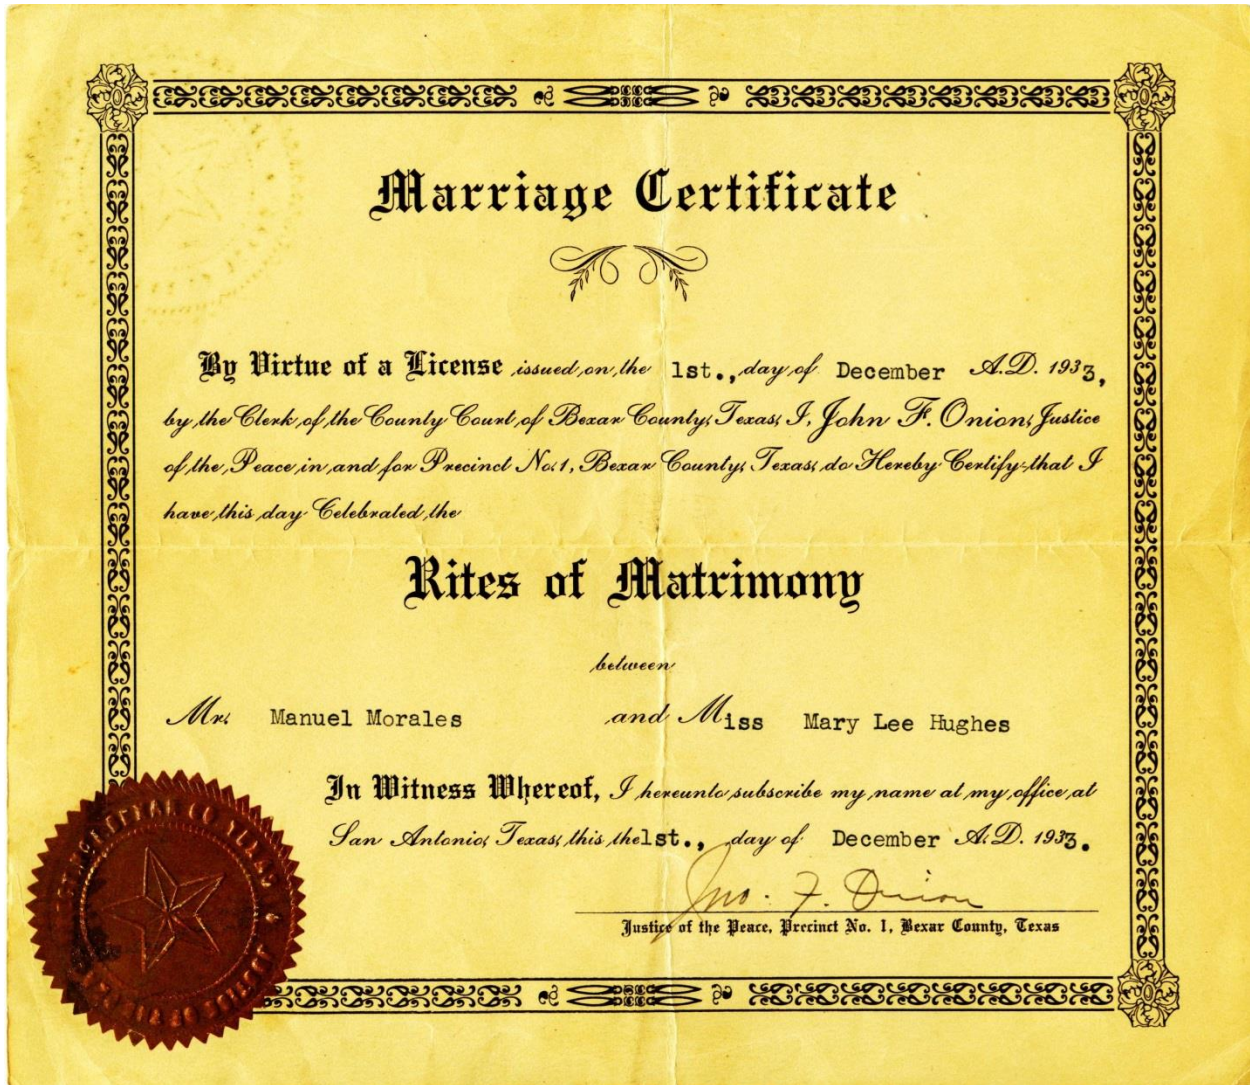 Marriage Certificate
By Virtue of a License issued on the 1st., day of December A.D. 1933,
by the Clerk of the County Court of Bexar County, Texas, I, John F. Onion, Justice
of the Peace in and for Precinct No. 1, Bexar County, Texas, do Hereby Certify that I
have this day Celebrated the
Rites of Matrimony
between
Mr. Manuel Morales and Miss Mary Lee Hughes
In Witness Whereof, I hereunto subscribe my name at my office at
San Antonio, Texas, this the 1st., day of December A.D. 1933.
Jno. F. Onion
Justice of the Peace, Precinct No. 1, Bexar County, Texas
CO TEXAS